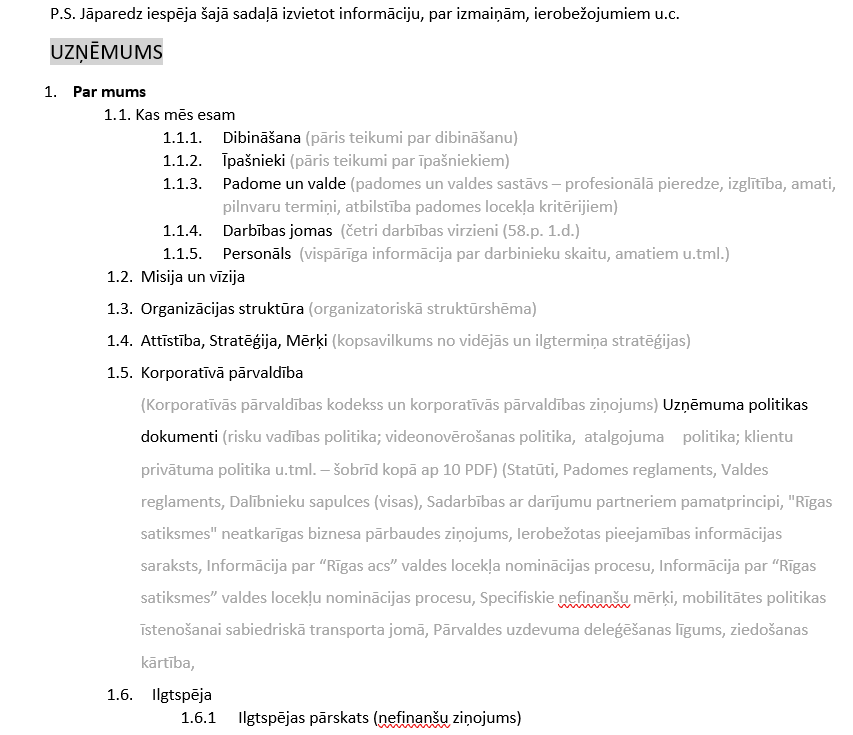 P.S. Jāparedz iespēja šajā sadaļā izvietot informāciju, par izmaiņām, ierobežojumiem u.c.
UZŅĒMUMS
1. Par mums
1.1. Kas mēs esam
1.1.1. Dibināšana (pāris teikumi par dibināšanu)
1.1.2. Īpašnieki (pāris teikumi par īpašniekiem)
1.1.3. Padome un valde (padomes un valdes sastāvs – profesionālā pieredze, izglītība, amati,
pilnvaru termiņi, atbilstība padomes locekļa kritērijiem)
1.1.4. Darbības jomas (četri darbības virzieni (58.p. 1.d.)
1.1.5. Personāls (vispārīga informācija par darbinieku skaitu, amatiem u.tml.)
1.2. Misija un vīzija
1.3. Organizācijas struktūra (organizatoriskā struktūrshēma)
1.4. Attīstība, Stratēģija, Mērķi (kopsavilkums no vidējās un ilgtermiņa stratēģijas)
1.5. Korporatīvā pārvaldība
(Korporatīvās pārvaldības kodekss un korporatīvās pārvaldības ziņojums) Uzņēmuma politikas
dokumenti (risku vadības politika; videonovērošanas politika, atalgojuma politika; klientu
privātuma politika u.tml. – šobrīd kopā ap 10 PDF) (Statūti, Padomes reglaments, Valdes
reglaments, Dalībnieku sapulces (visas), Sadarbības ar darījumu partneriem pamatprincipi, "Rīgas
satiksmes" neatkarīgas biznesa pārbaudes ziņojums, Ierobežotas pieejamības informācijas
saraksts, Informācija par “Rīgas acs” valdes locekļa nominācijas procesu, Informācija par “Rīgas
satiksmes” valdes locekļu nominācijas procesu, Specifiskie nefinanšu mērķi, mobilitātes politikas
īstenošanai sabiedriskā transporta jomā, Pārvaldes uzdevuma deleģēšanas līgums, ziedošanas
kārtība,
1.6. Ilgtspēja
1.6.1 Ilgtspējas pārskats (nefinanšu ziņojums)